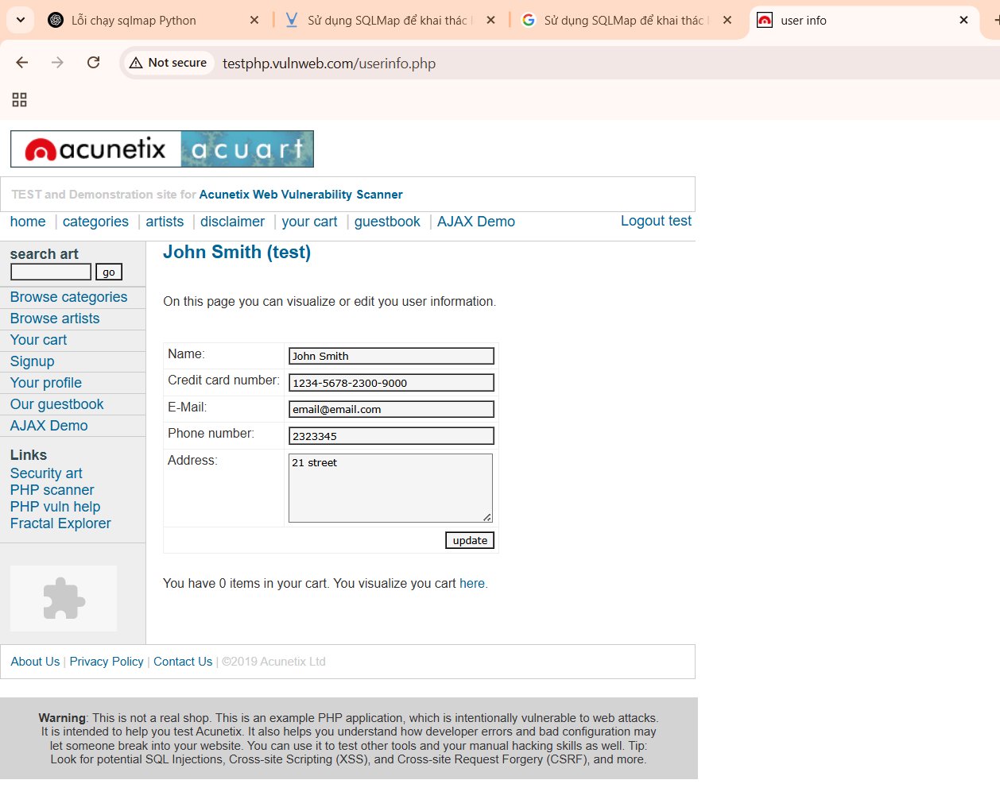 Lỗi chạy sqlmap Python
Sử dụng SQLMap để khai thác
Sử dụng SQLMap để khai thác
user info
Not secure
testphp.vulnweb.com/userinfo.php
acunetix acuart
TEST and Demonstration site for Acunetix Web Vulnerability Scanner
home | categories | artists | disclaimer | your cart | guestbook | AJAX Demo
Logout test
search art
go
Browse categories
Browse artists
Your cart
Signup
Your profile
Our guestbook
AJAX Demo
Links
Security art
PHP scanner
PHP vuln help
Fractal Explorer
John Smith (test)
On this page you can visualize or edit you user information.
Name: John Smith
Credit card number: 1234-5678-2300-9000
E-Mail: email@email.com
Phone number: 2323345
Address: 21 street
update
You have 0 items in your cart. You visualize you cart here.
About Us | Privacy Policy | Contact Us | ©2019 Acunetix Ltd
Warning: This is not a real shop. This is an example PHP application, which is intentionally vulnerable to web attacks.
It is intended to help you test Acunetix. It also helps you understand how developer errors and bad configuration may
let someone break into your website. You can use it to test other tools and your manual hacking skills as well. Tip:
Look for potential SQL Injections, Cross-site Scripting (XSS), and Cross-site Request Forgery (CSRF), and more.